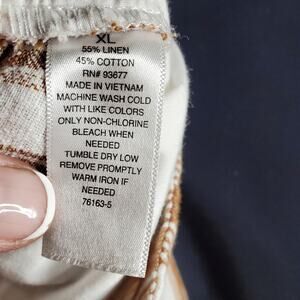 XL
55% LINEN
45% COTTON
RN# 93677
MADE IN VIETNAM
MACHINE WASH COLD
WITH LIKE COLORS
ONLY NON-CHLORINE
BLEACH WHEN
NEEDED
TUMBLE DRY LOW
REMOVE PROMPTLY
WARM IRON IF
NEEDED
76163-5